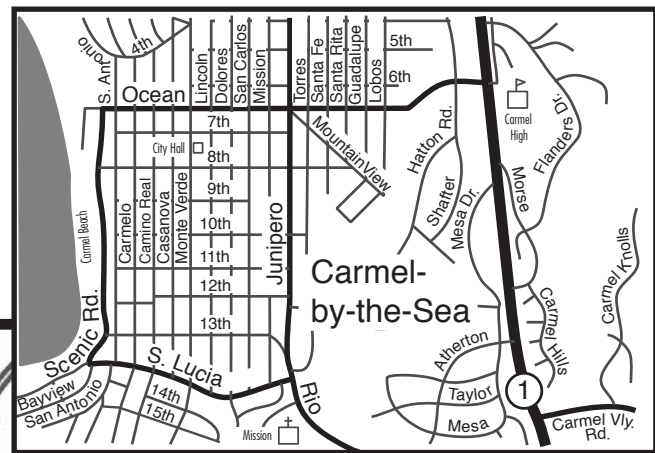 S. Antonio
4th
Lincoln
Dolores
San Carlos
Mission
Torres
Santa Fe
Santa Rita
Guadalupe
Lobos
5th
6th
Ocean
7th
City Hall
8th
9th
10th
11th
12th
13th
Carmel Beach
Carmelo
Camino Real
Casanova
Monte Verde
Junipero
MountainView
Hatton Rd.
Shafter
Mesa Dr.
Carmel
High
Flanders Dr.
Morse
Carmel-
by-the-Sea
Carmel Knolls
Carmel Hills
Scenic Rd.
S. Lucia
Rio
Atherton
Taylor
Mesa
1
Carmel Vly.
Rd.
Bayview
San Antonio
14th
15th
Mission